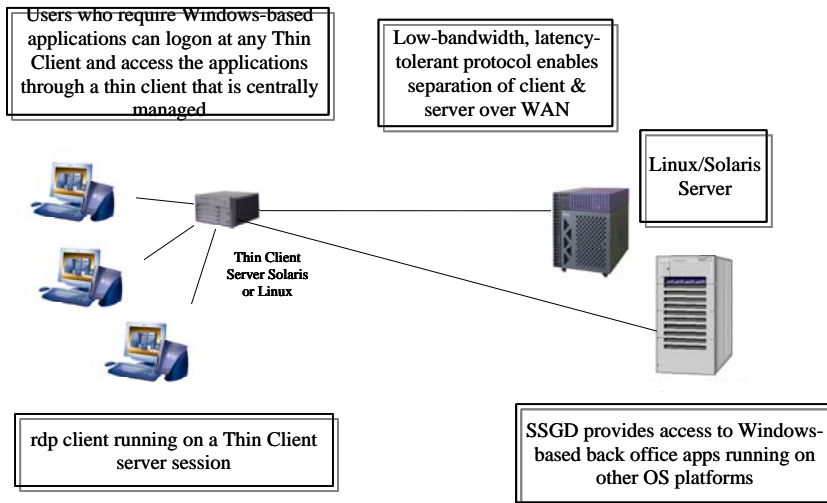 Users who require Windows-based
applications can logon at any Thin
Client and access the applications
through a thin client that is centrally
managed
Low-bandwidth, latency-
tolerant protocol enables
separation of client &
server over WAN
Linux/Solaris
Server
Thin Client
Server Solaris
or Linux
rdp client running on a Thin Client
server session
SSGD provides access to Windows-
based back office apps running on
other OS platforms